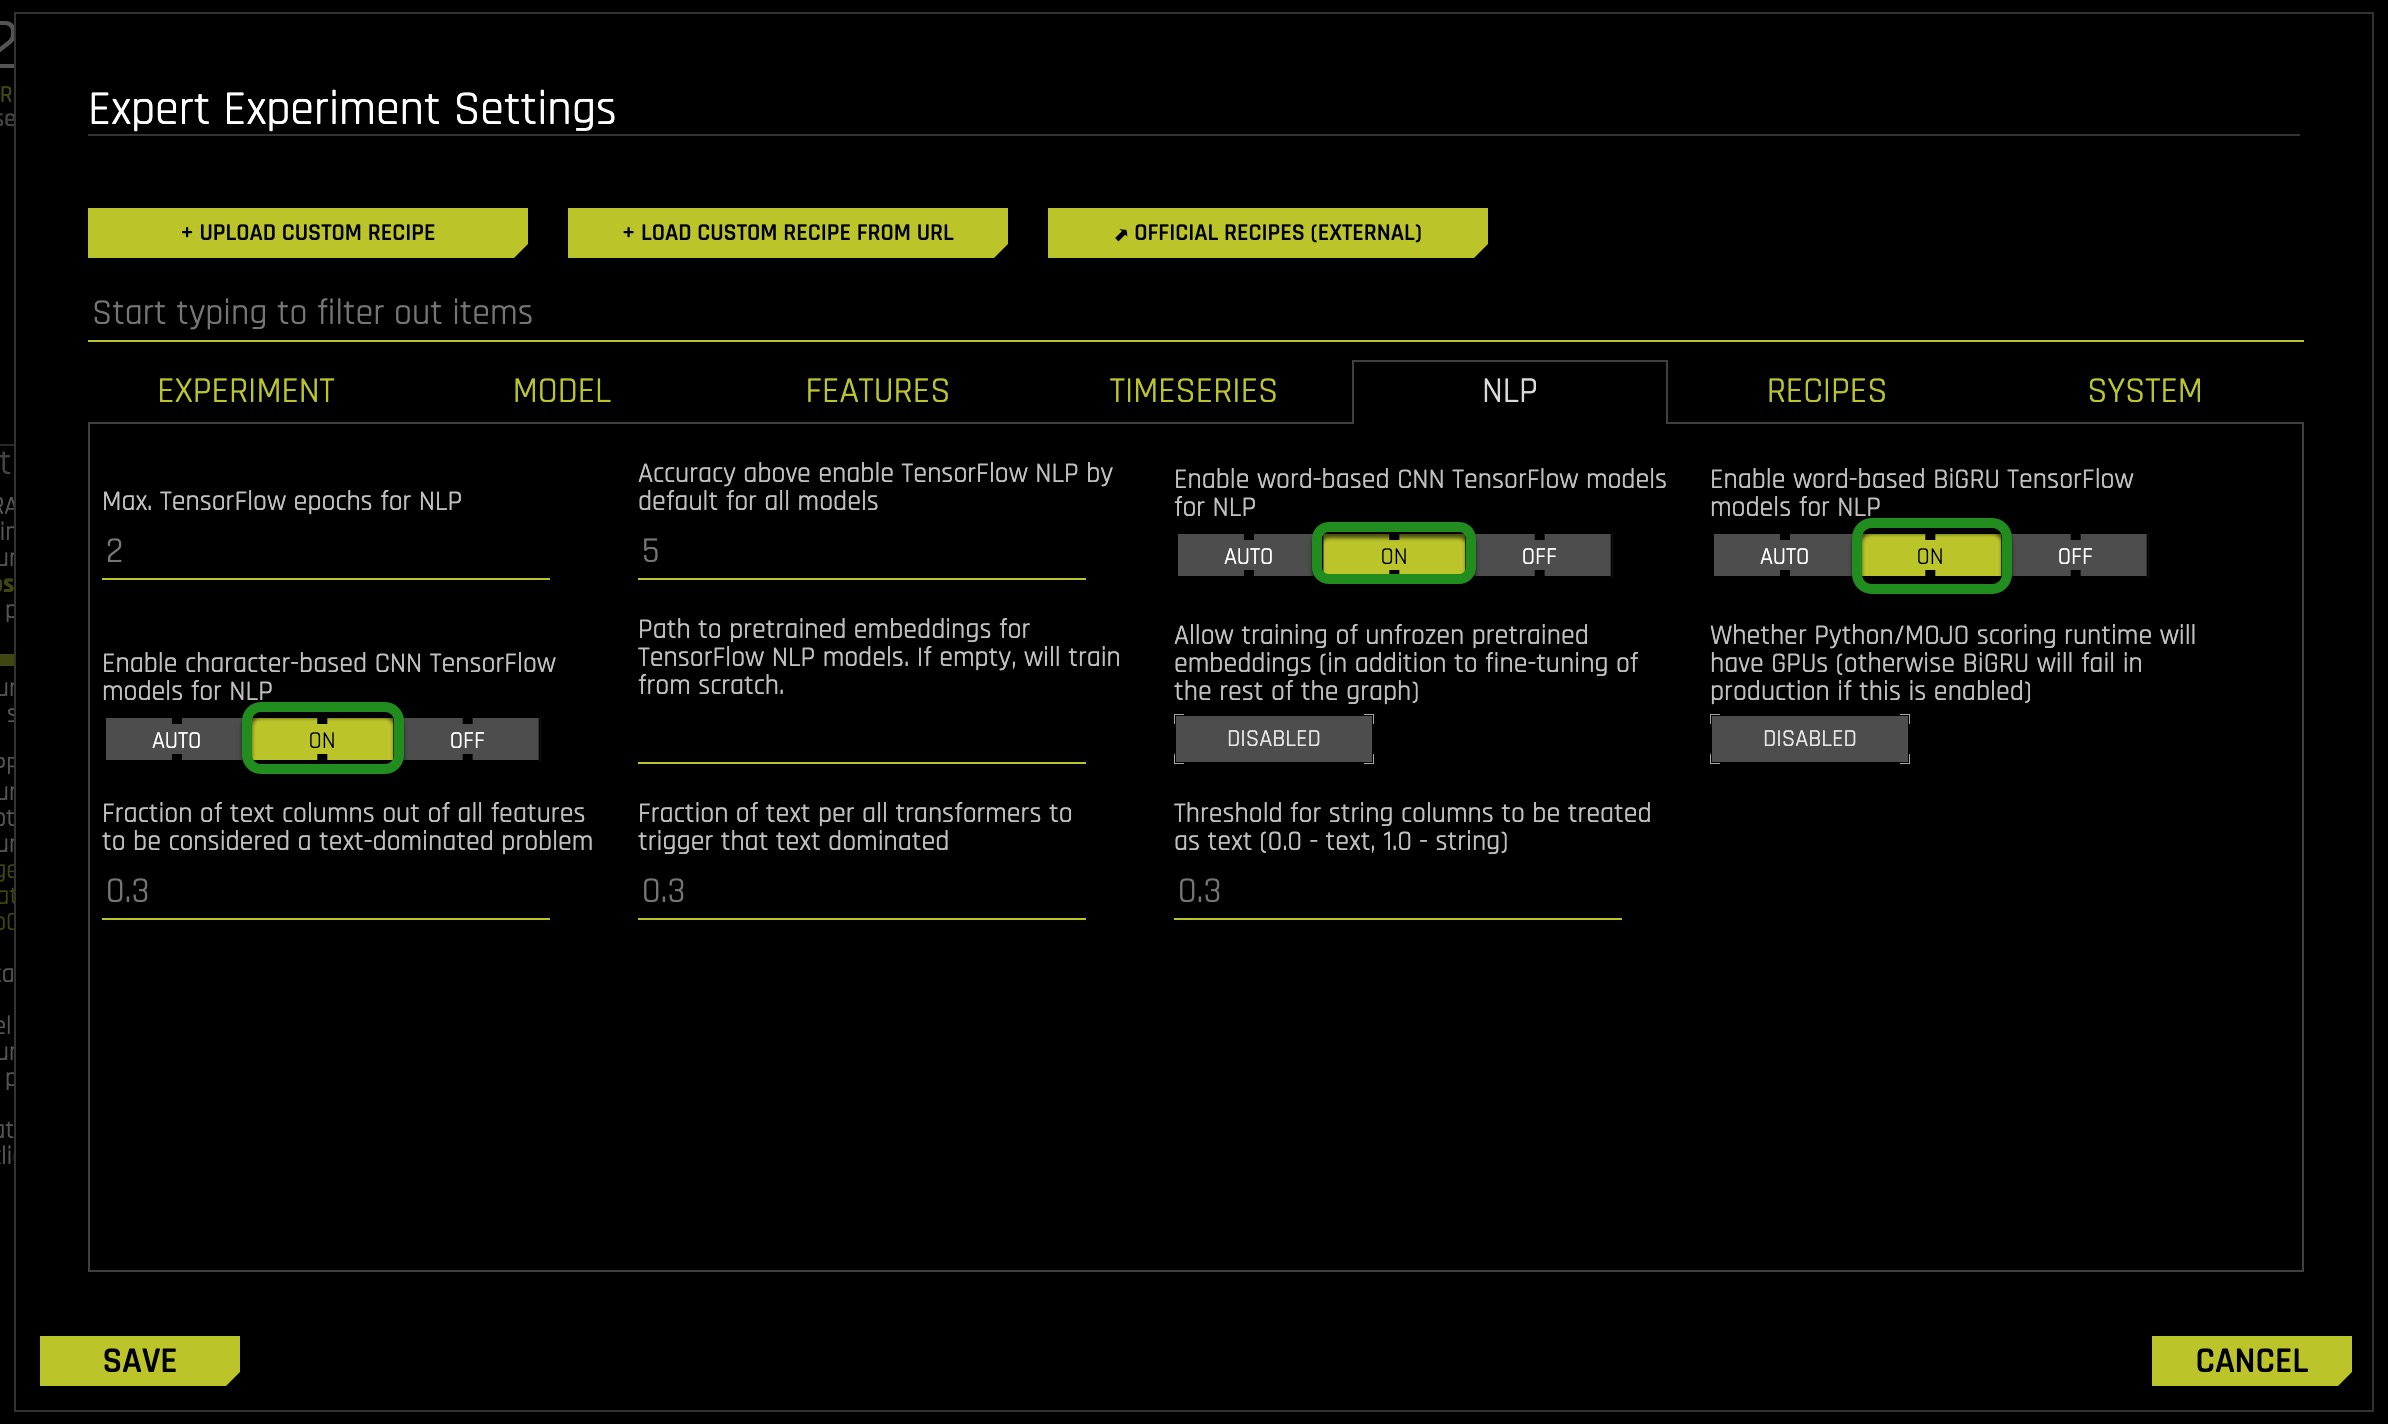 Expert Experiment Settings
+ UPLOAD CUSTOM RECIPE
+ LOAD CUSTOM RECIPE FROM URL
OFFICIAL RECIPES (EXTERNAL)
Start typing to filter out items
EXPERIMENT
MODEL
FEATURES
TIMESERIES
NLP
RECIPES
SYSTEM
Max. TensorFlow epochs for NLP
2
Accuracy above enable TensorFlow NLP by
default for all models
5
Enable word-based CNN TensorFlow models
for NLP
AUTO
ON
OFF
Enable word-based BiGRU TensorFlow
models for NLP
AUTO
ON
OFF
Enable character-based CNN TensorFlow
models for NLP
AUTO
ON
OFF
Path to pretrained embeddings for
TensorFlow NLP models. If empty, will train
from scratch.
Allow training of unfrozen pretrained
embeddings (in addition to fine-tuning of
the rest of the graph)
DISABLED
Whether Python/MOJO scoring runtime will
have GPUs (otherwise BiGRU will fail in
production if this is enabled)
DISABLED
Fraction of text columns out of all features
to be considered a text-dominated problem
0.3
Fraction of text per all transformers to
trigger that text dominated
0.3
Threshold for string columns to be treated
as text (0.0 - text, 1.0 - string)
0.3
SAVE
CANCEL